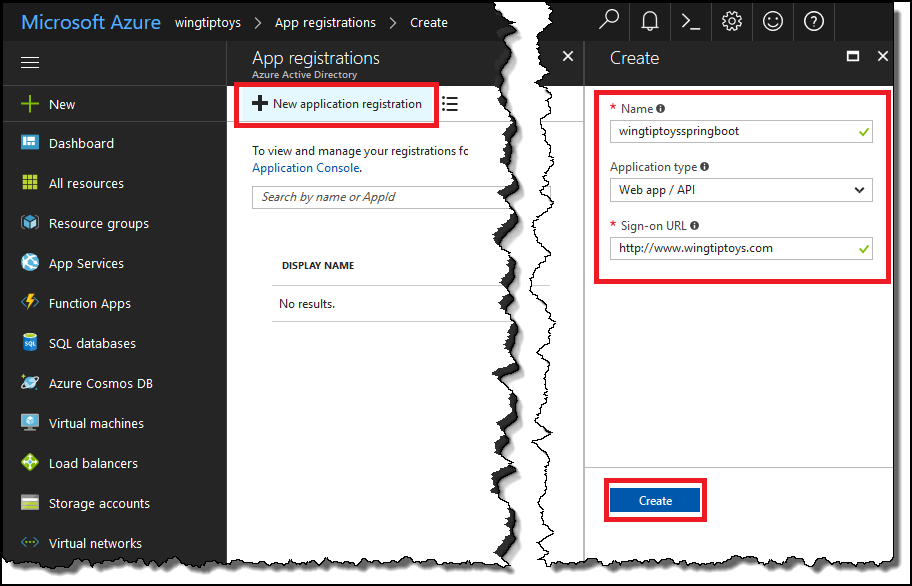 Microsoft Azure wingtiptoys > App registrations > Create
New
Dashboard
All resources
Resource groups
App Services
Function Apps
SQL databases
Azure Cosmos DB
Virtual machines
Load balancers
Storage accounts
Virtual networks
App registrations
Azure Active Directory
New application registration
To view and manage your registrations fc
Application Console.
Search by name or AppId
DISPLAY NAME
No results.
Create
* Name
wingtiptoysspringboot
Application type
Web app / API
* Sign-on URL
http://www.wingtiptoys.com
Create